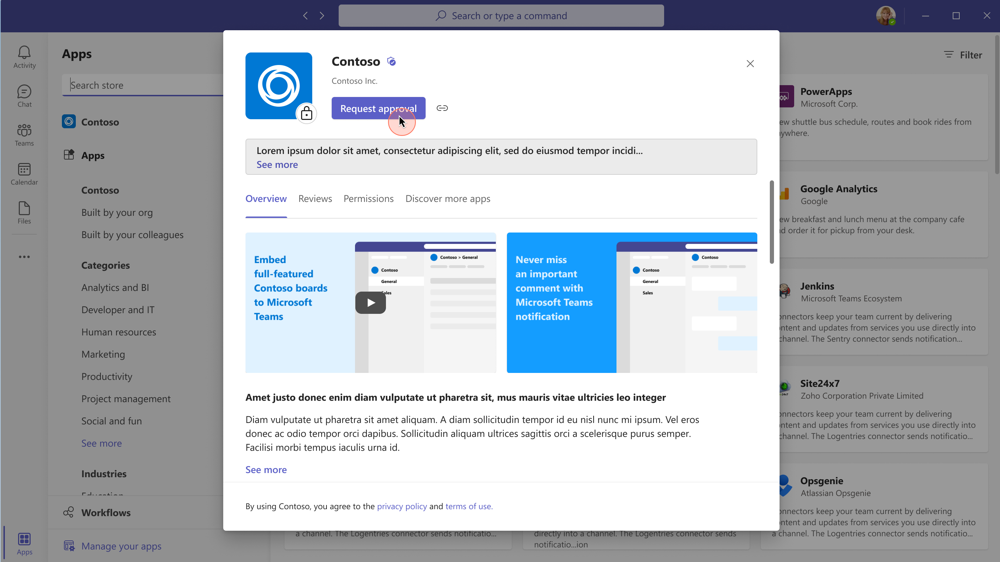 Search or type a command
Activity
Chat
Teams
Calendar
Files
Apps
Apps
Search store
Contoso
Apps
Contoso
Built by your org
Built by your colleagues
Categories
Analytics and BI
Developer and IT
Human resources
Marketing
Productivity
Project management
Social and fun
See more
Industries
Education
Workflows
Manage your apps
Contoso
Contoso Inc.
Request approval
Lorem ipsum dolor sit amet, consectetur adipiscing elit, sed do eiusmod tempor incidi...
See more
Overview Reviews Permissions Discover more apps
Embed
full-featured
Contoso boards
to Microsoft
Teams
Contoso
General
Sales
Contoso > General
Never miss
an important
comment with
Microsoft Teams
notification
Contoso
General
Sales
Contoso
Amet justo donec enim diam vulputate ut pharetra sit, mus mauris vitae ultricies leo integer
Diam vulputate ut pharetra sit amet aliquam. A diam sollicitudin tempor id eu nisl nunc mi ipsum. Vel eros
donec ac odio tempor orci dapibus. Sollicitudin aliquam ultrices sagittis orci a scelerisque purus semper.
Facilisi morbi tempus iaculis urna id.
See more
By using Contoso, you agree to the privacy policy and terms of use.
Filter
PowerApps
Microsoft Corp.
shuttle bus schedule, routes and book rides from
Google Analytics
Google
breakfast and lunch menu at the company cafe
order it for pickup from your desk.
Jenkins
Microsoft Teams Ecosystem
keep your team current by delivering
and updates from services you use directly into
channel. The Sentry connector sends notification...
Site24x7
Zoho Corporation Private Limited
keep your team current by delivering
and updates from services you use directly into
channel. The Logentries connector sends notificatio...
Opsgenie
Atlassian Opsgenie
keep your team current by delivering
and updates from services you use directly into
a channel. The Logentries connector sends notificatio...
a channel. The Logentries connector sends notificatio...
directly into a channel. The Logentries connector sends
notificatio...ion